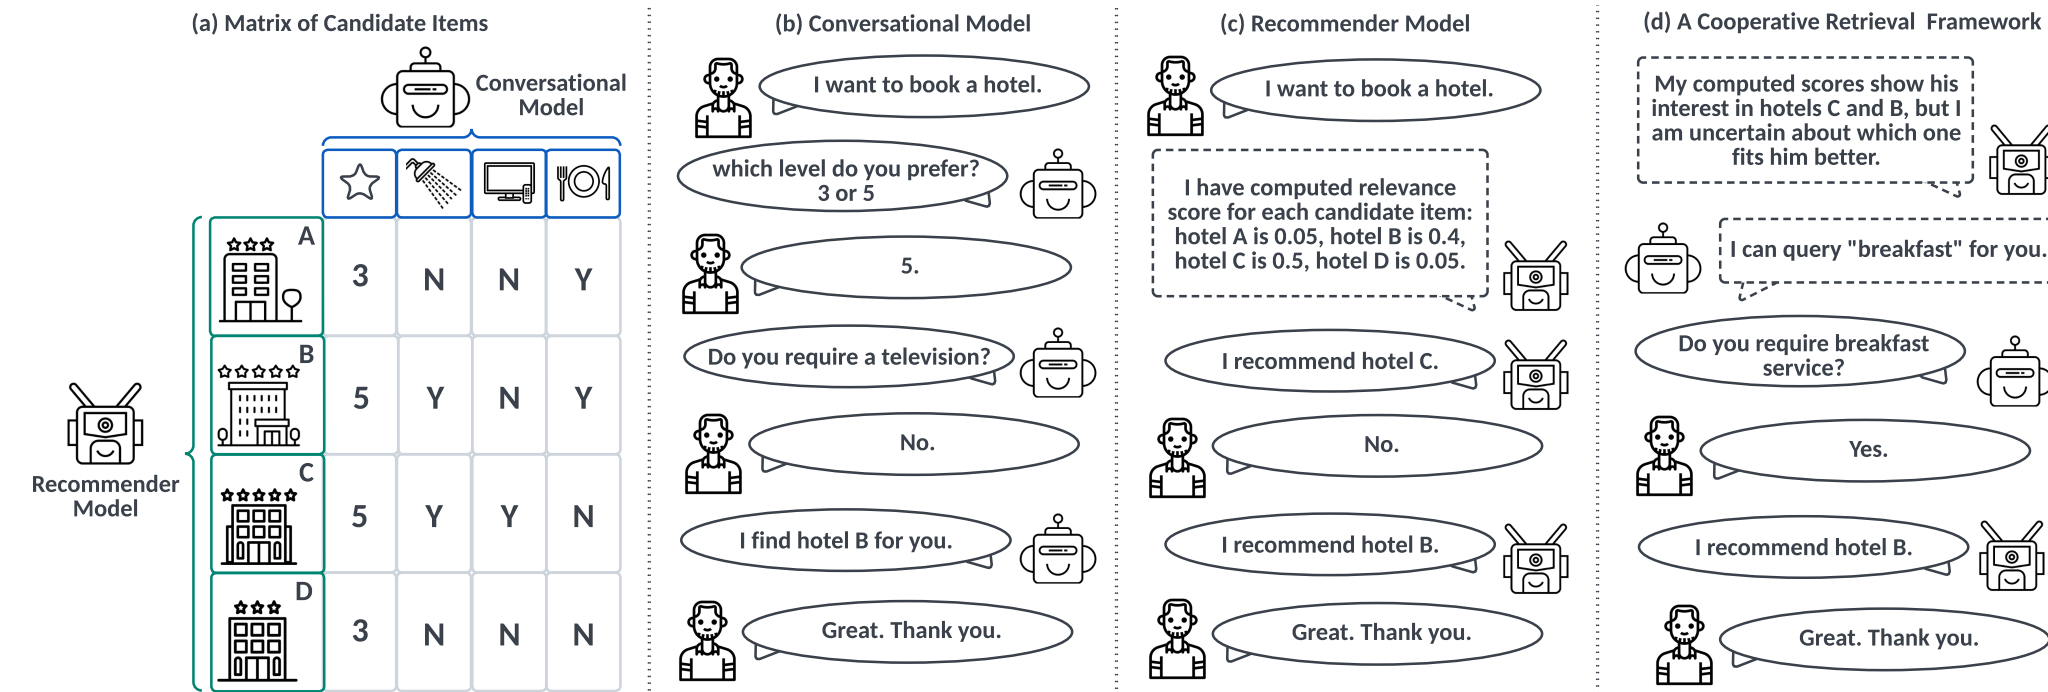 (a) Matrix of Candidate Items
Conversational
Model
A
3 N N Y
B
5 Y N Y
C
5 Y Y N
D
3 N N N
Recommender
Model
(b) Conversational Model
I want to book a hotel.
which level do you prefer?
3 or 5
5.
Do you require a television?
No.
I find hotel B for you.
Great. Thank you.
(c) Recommender Model
I want to book a hotel.
I have computed relevance
score for each candidate item:
hotel A is 0.05, hotel B is 0.4,
hotel C is 0.5, hotel D is 0.05.
I recommend hotel C.
No.
I recommend hotel B.
Great. Thank you.
(d) A Cooperative Retrieval Framework
My computed scores show his
interest in hotels C and B, but I
am uncertain about which one
fits him better.
I can query "breakfast" for you.
Do you require breakfast
service?
Yes.
I recommend hotel B.
Great. Thank you.